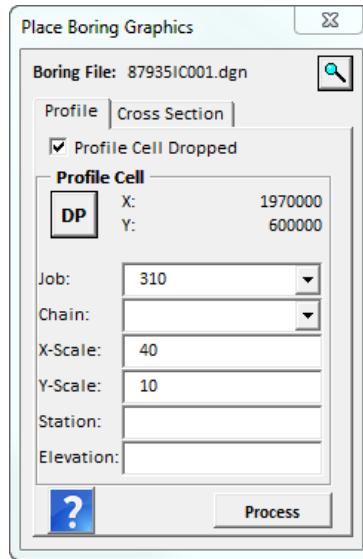 Place Boring Graphics
Boring File: 87935IC001.dgn
Profile Cross Section
Profile Cell Dropped
Profile Cell
DP X: 1970000
Y: 600000
Job: 310
Chain:
X-Scale: 40
Y-Scale: 10
Station:
Elevation:
? Process